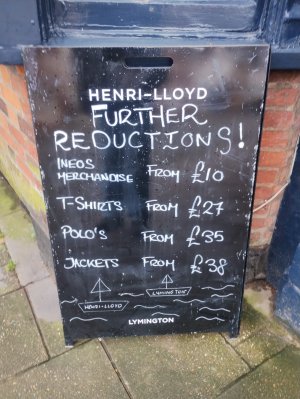 HENRI-LLOYD
FURTHER
REDUCTIONS!
INEOS
MERCHANDISE FROM £10
T-SHIRTS FROM £27
POLO'S FROM £35
JACKETS FROM £38
HENRI-LLOYD LYMINGTON
LYMINGTON